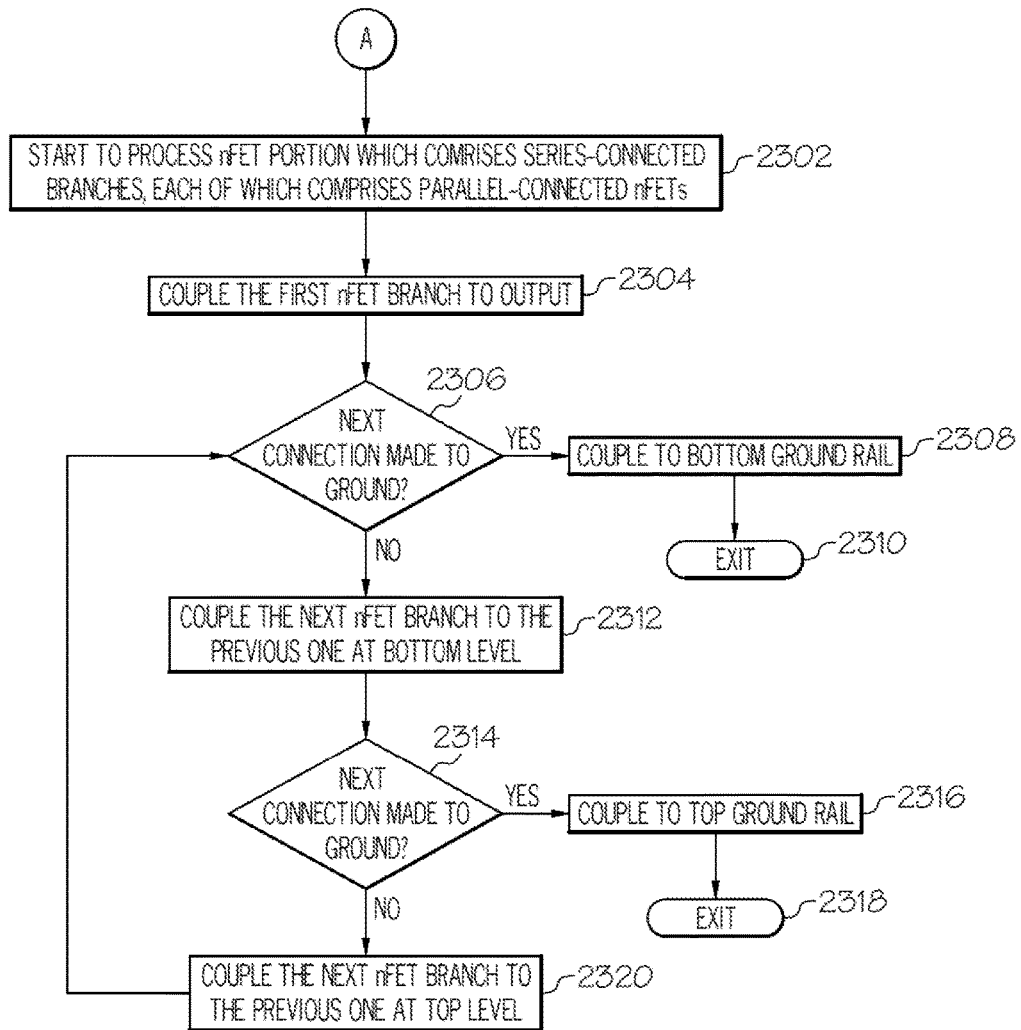 A
START TO PROCESS nFET PORTION WHICH COMRISES SERIES-CONNECTED
BRANCHES, EACH OF WHICH COMPRISES PARALLEL-CONNECTED nFETs
2302
COUPLE THE FIRST nFET BRANCH TO OUTPUT
2304
2306
NEXT
CONNECTION MADE TO
GROUND?
YES
COUPLE TO BOTTOM GROUND RAIL
2308
EXIT
2310
NO
COUPLE THE NEXT nFET BRANCH TO THE
PREVIOUS ONE AT BOTTOM LEVEL
2312
2314
NEXT
CONNECTION MADE TO
GROUND?
YES
COUPLE TO TOP GROUND RAIL
2316
EXIT
2318
NO
COUPLE THE NEXT nFET BRANCH TO
THE PREVIOUS ONE AT TOP LEVEL
2320